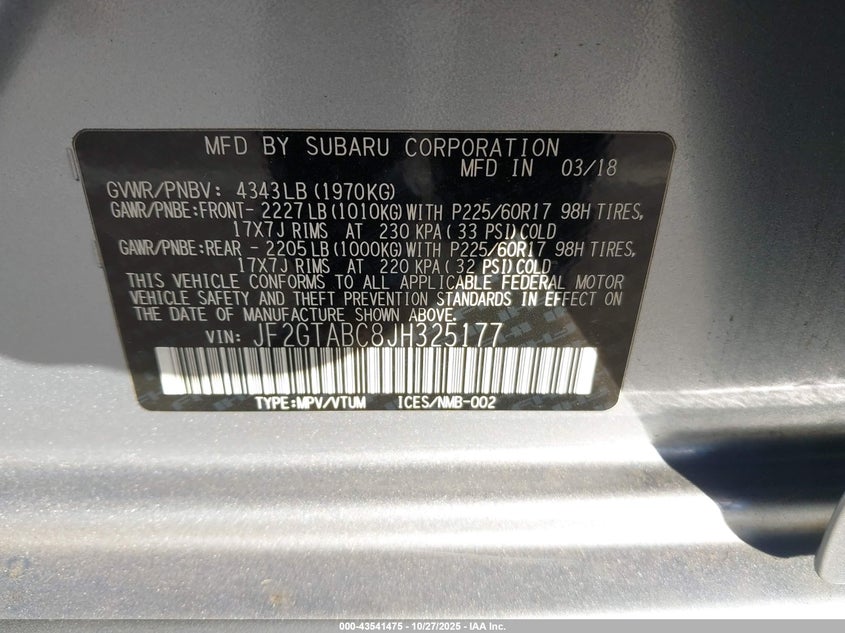 MFD BY SUBARU CORPORATION
MFD IN 03/18
GVWR/PNBV: 4343LB (1970KG)
GAWR/PNBE:FRONT- 2227LB (1010KG) WITH P225/60R17 98H TIRES,
17X7J RIMS AT 230 KPA( 33 PSI)COLD
GAWR/PNBE:REAR - 2205LB (1000KG) WITH P225/60R17 98H TIRES,
17X7J RIMS AT 220 KPA( 32 PSI)COLD
THIS VEHICLE CONFORMS TO ALL APPLICABLE FEDERAL MOTOR
VEHICLE SAFETY AND THEFT PREVENTION STANDARDS IN EFFECT ON
THE DATE OF MANUFACTURE SHOWN ABOVE.
VIN: JF2GTABC8JH325177
TYPE:MPV/VTUM ICES/NMB-002
000-43541475 - 10/27/2025 - IAA Inc.